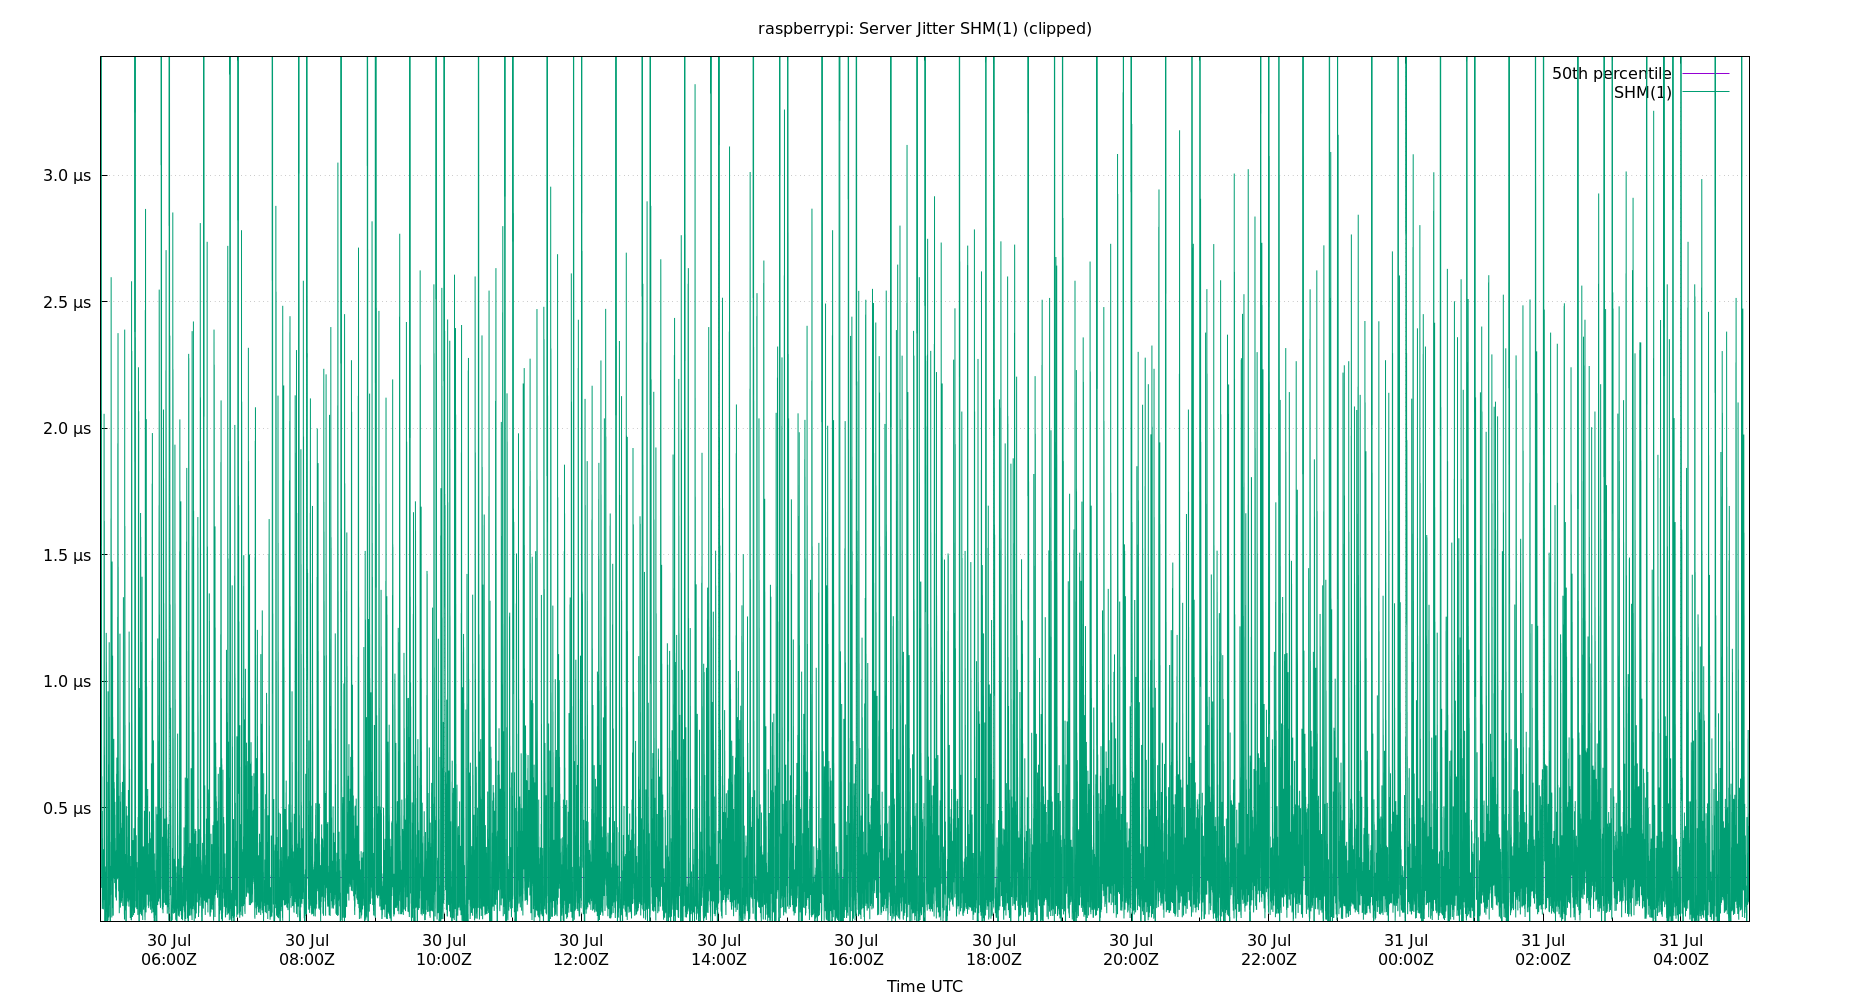 raspberrypi: Server Jitter SHM(1) (clipped)
50th percentile
SHM(1)
3.0 µs
2.5 µs
2.0 µs
1.5 µs
1.0 µs
0.5 µs
30 Jul 30 Jul 30 Jul 30 Jul 30 Jul 30 Jul 30 Jul 30 Jul 30 Jul 31 Jul 31 Jul 31 Jul
06:00Z 08:00Z 10:00Z 12:00Z 14:00Z 16:00Z 18:00Z 20:00Z 22:00Z 00:00Z 02:00Z 04:00Z
Time UTC